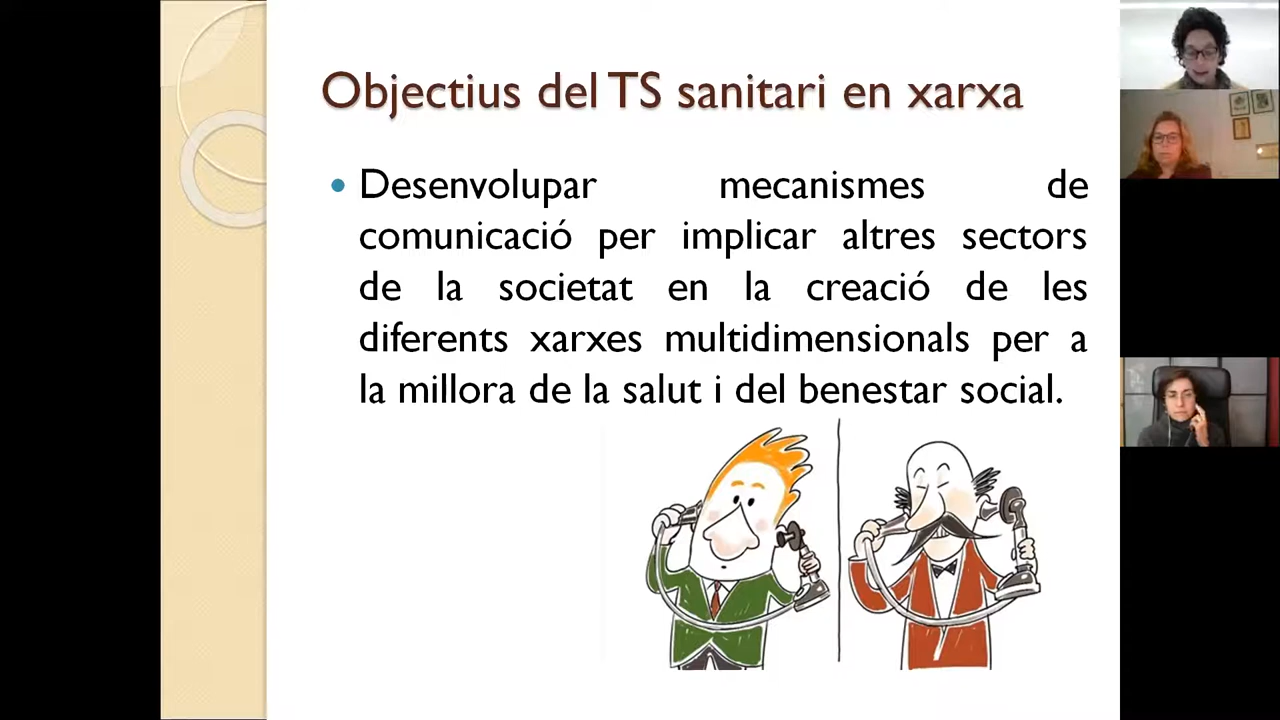 Objectius del TS sanitari en xarxa
• Desenvolupar mecanismes de
comunicació per implicar altres sectors
de la societat en la creació de les
diferents xarxes multidimensionals per a
la millora de la salut i del benestar social.